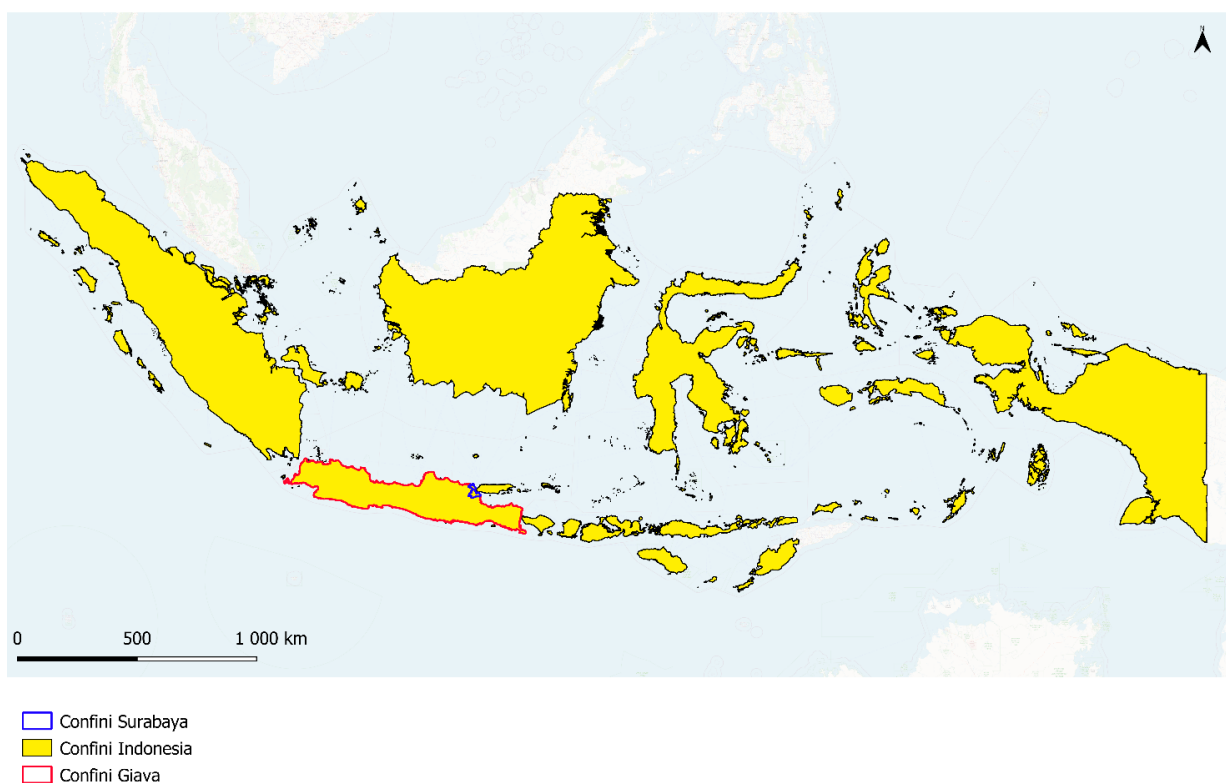 N
0 500 1 000 km
Confini Surabaya
Confini Indonesia
Confini Giava